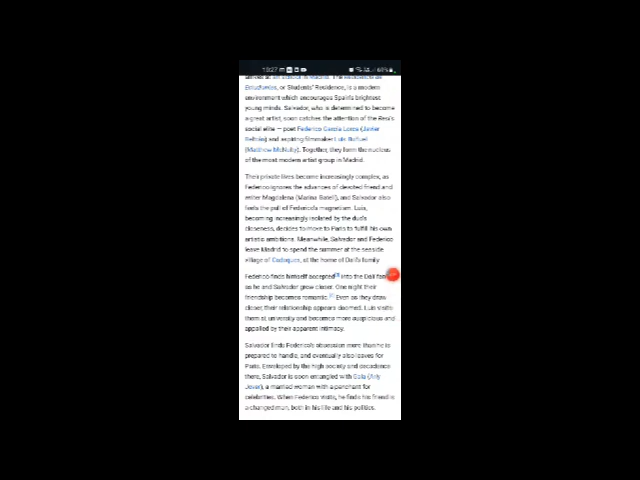 15:27
68%
Estudiantes, or Students' Residence, is a modern
environment which encourages Spain's brightest
young minds. Salvador, who is determined to become
a great artist, soon catches the attention of the Resi's
social elite — poet Federico García Lorca (Javier
Beltrán) and aspiring filmmaker Luis Buñuel
(Matthew McNulty). Together, they form the nucleus
of the most modern artist group in Madrid.
Their private lives become increasingly complex, as
Federico ignores the advances of devoted friend and
writer Magdalena (Marina Gatell), and Salvador also
feels the pull of Federico's magnetism. Luis,
becoming increasingly isolated by the duo's
closeness, decides to move to Paris to fulfill his own
artistic ambitions. Meanwhile, Salvador and Federico
leave Madrid to spend the summer at the seaside
village of Cadaques, at the home of Dalí's family.
Federico finds himself accepted into the Dalí
as he and Salvador grow closer. One night their
friendship becomes romantic. Even as they draw
closer, their relationship appears doomed. Luis visits
them at university and becomes more suspicious and
appalled by their apparent intimacy.
Salvador finds Federico's obsession more than he is
prepared to handle, and eventually also leaves for
Paris. Enveloped by the high society and decadence
there, Salvador is soon entangled with Gala (Arly
Jover), a married woman with a penchant for
celebrities. When Federico visits, he finds his friend is
a changed man, both in his life and his politics.